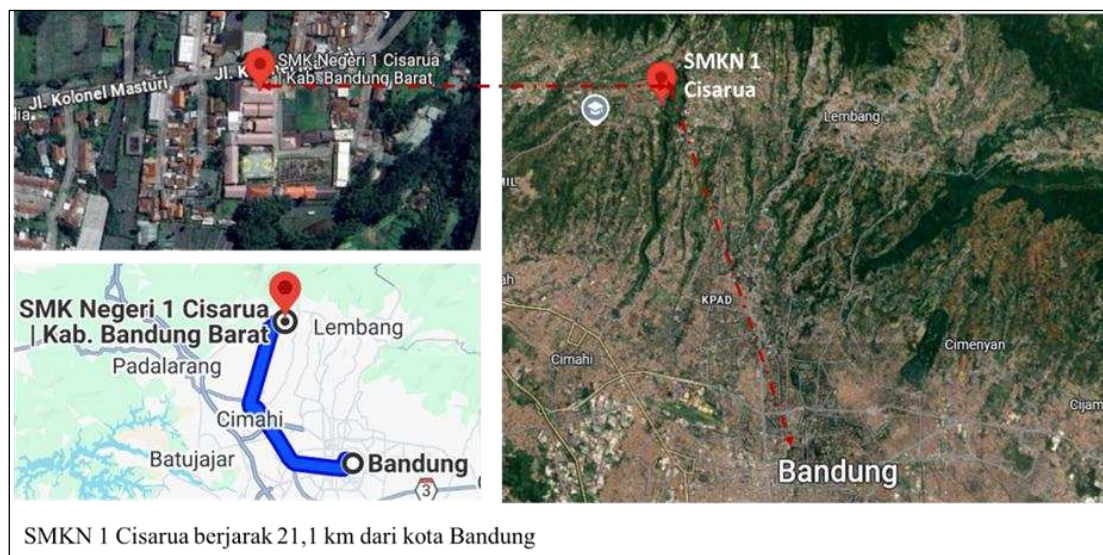 SMK Negeri 1 Cisarua
| Kab. Bandung Barat
Jl. Kolonel Masturi
SMKN 1
Cisarua
Lembang
KPAD
Cimahi
Cimenyan
Cijam
Bandung
SMK Negeri 1 Cisarua
| Kab. Bandung Barat
Lembang
Padalarang
Cimahi
Batujajar
Bandung
3
SMKN 1 Cisarua berjarak 21,1 km dari kota Bandung